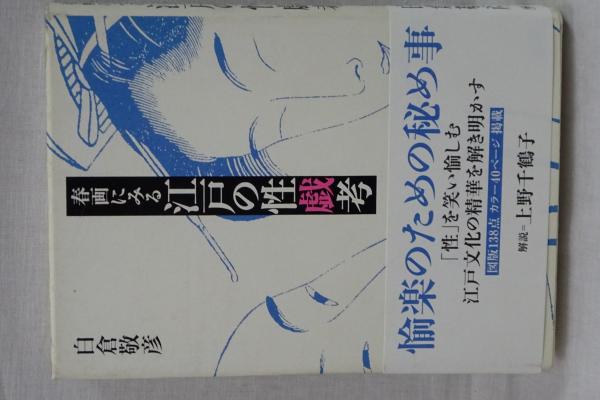 春画にみる
江戸の性戯考
白倉敬彦
愉楽のための秘め事
「性」を笑い愉しむ
江戸文化の精華を解き明かす
図版138点 カラー40ページ 掲載
解説=上野千鶴子